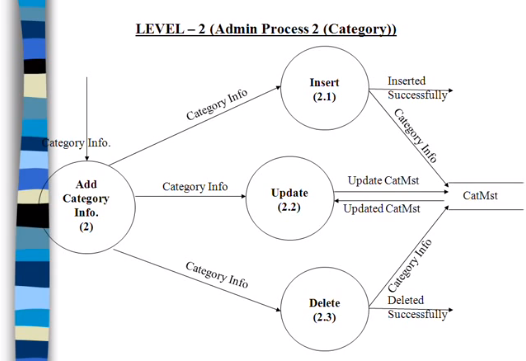 LEVEL – 2 (Admin Process 2 (Category))
Insert
(2.1)
Inserted
Successfully
Category Info
Category Info
Category Info.
Add
Category
Info.
(2)
Category Info
Update
(2.2)
Update CatMst
Updated CatMst
CatMst
Category Info
Category Info
Delete
(2.3)
Deleted
Successfully